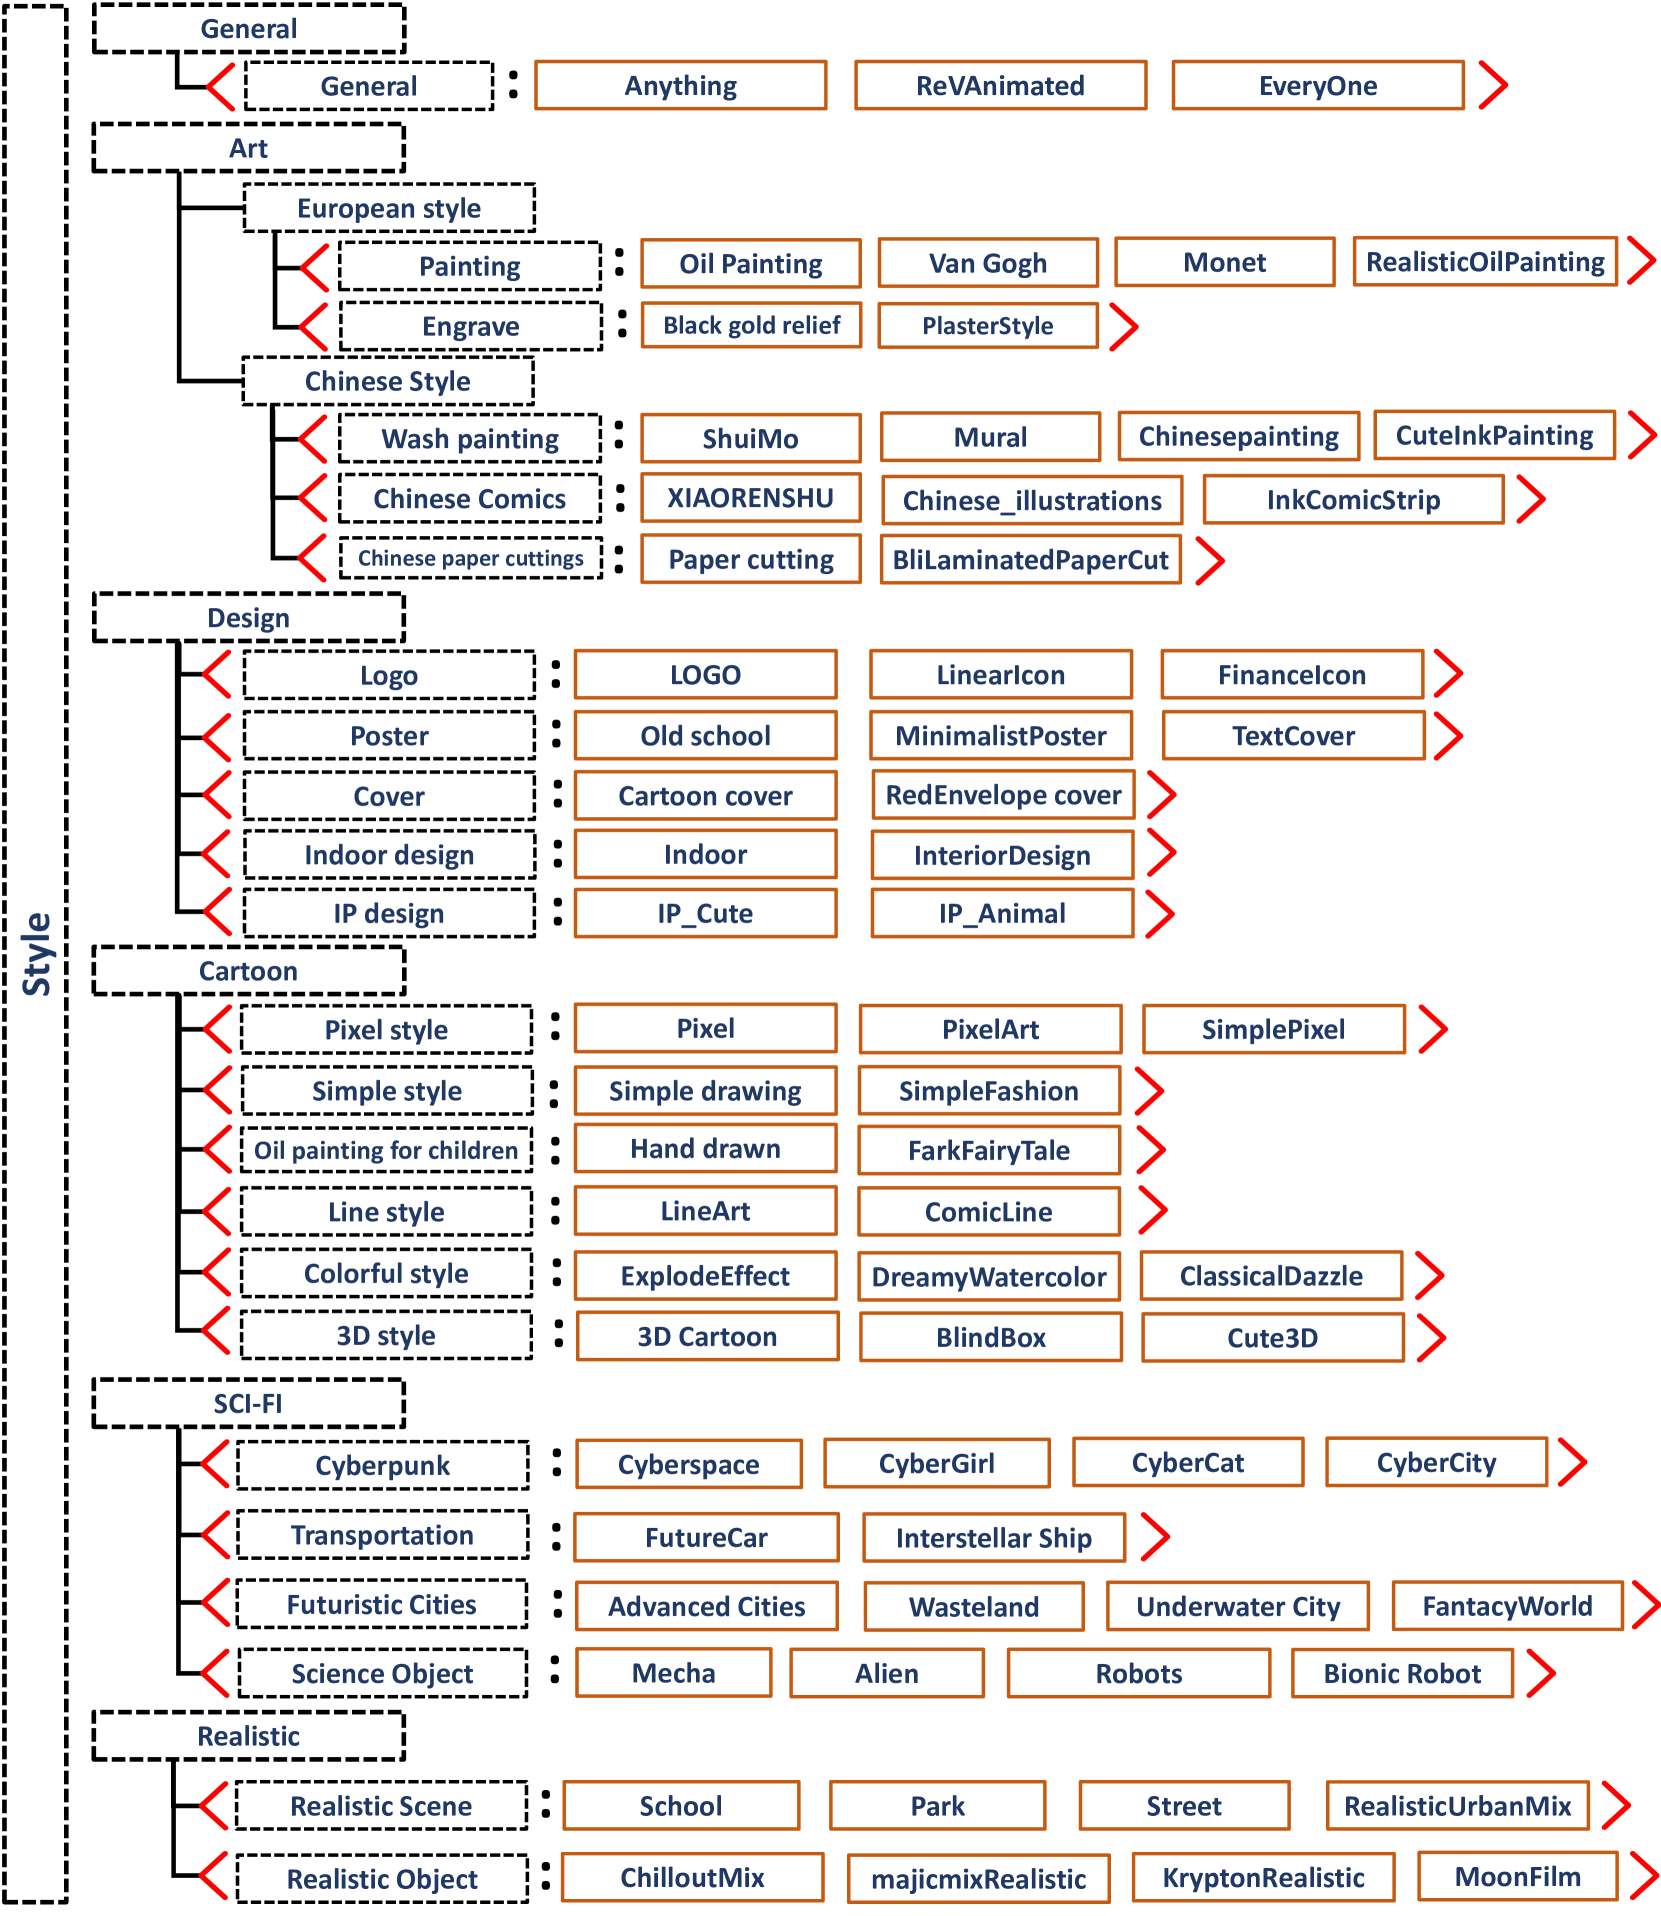 Style
General
General : Anything ReVAnimated EveryOne
Art
European style
Painting : Oil Painting Van Gogh Monet RealisticOilPainting
Engrave : Black gold relief PlasterStyle
Chinese Style
Wash painting : ShuiMo Mural Chinesepainting CuteInkPainting
Chinese Comics : XIAORENSHU Chinese_illustrations InkComicStrip
Chinese paper cuttings : Paper cutting BliLaminatedPaperCut
Design
Logo : LOGO LinearIcon FinanceIcon
Poster : Old school MinimalistPoster TextCover
Cover : Cartoon cover RedEnvelope cover
Indoor design : Indoor InteriorDesign
IP design : IP_Cute IP_Animal
Cartoon
Pixel style : Pixel PixelArt SimplePixel
Simple style : Simple drawing SimpleFashion
Oil painting for children : Hand drawn FarkFairyTale
Line style : LineArt ComicLine
Colorful style : ExplodeEffect DreamyWatercolor ClassicalDazzle
3D style : 3D Cartoon BlindBox Cute3D
SCI-FI
Cyberpunk : Cyberspace CyberGirl CyberCat CyberCity
Transportation : FutureCar Interstellar Ship
Futuristic Cities : Advanced Cities Wasteland Underwater City FantacyWorld
Science Object : Mecha Alien Robots Bionic Robot
Realistic
Realistic Scene : School Park Street RealisticUrbanMix
Realistic Object : ChilloutMix majicmixRealistic KryptonRealistic MoonFilm